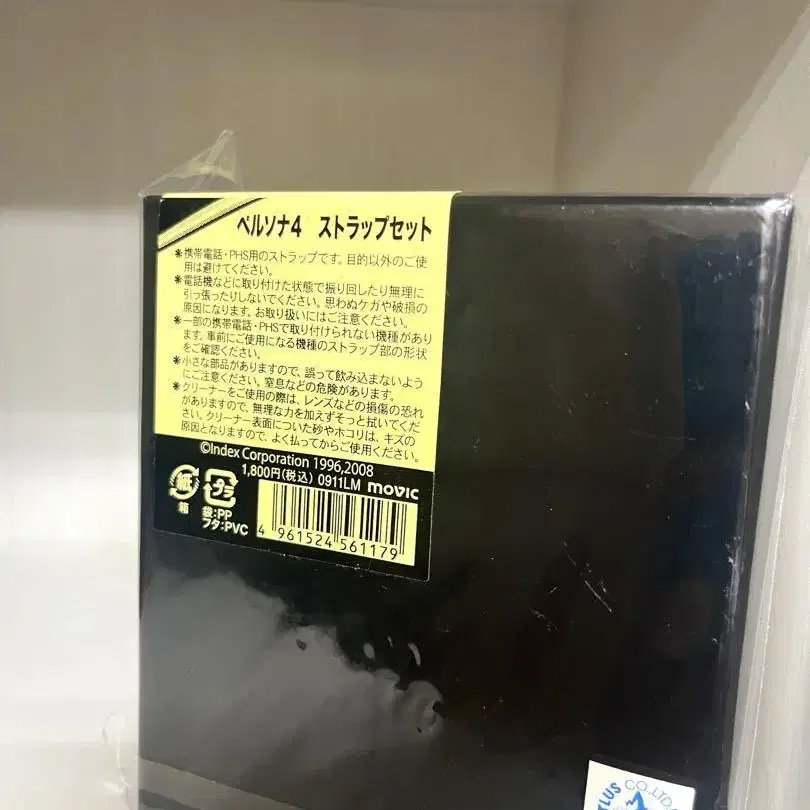 ペルソナ4 ストラップセット
＊携帯電話・PHS用のストラップです。目的以外のご使
用は避けてください。
＊電話機などに取り付けた状態で振り回したり無理に
引っ張ったりしないでください。思わぬケガや破損の
原因になります。お取り扱いにはご注意ください。
＊一部の携帯電話・PHSで取り付けられない機種があり
ます。事前にご使用になる機種のストラップ部の形状
をご確認ください。
＊小さな部品がありますので、誤って飲み込まないよう
にご注意ください。窒息などの危険があります。
＊クリーナーをご使用の際は、レンズなどの損傷の恐れ
がありますので、無理な力を加えずそっと拭いてくだ
さい。クリーナー表面についた砂やホコリは、キズの
原因となりますので、よく払ってからご使用ください。
©Index Corporation 1996,2008
1,800円(税込) 0911LM movic
紙
箱
プラ
袋:PP
フタ:PVC
4 961524 561179
TLUS CO.,LTD.